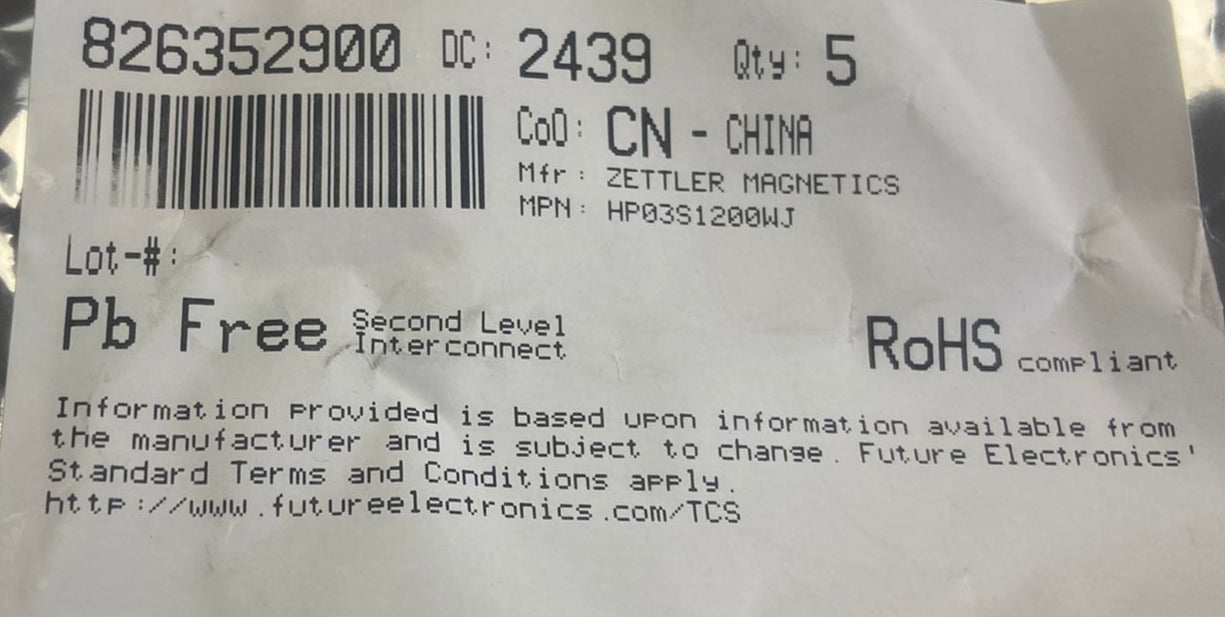 826352900 DC: 2439 Qty: 5
CoO: CN - CHINA
Mfr: ZETTLER MAGNETICS
MPN: HP03S1200WJ
Lot-#:
Pb Free Second Level Interconnect
RoHS compliant
Information provided is based upon information available from
the manufacturer and is subject to change. Future Electronics'
Standard Terms and Conditions apply.
http://www.futureelectronics.com/TCS